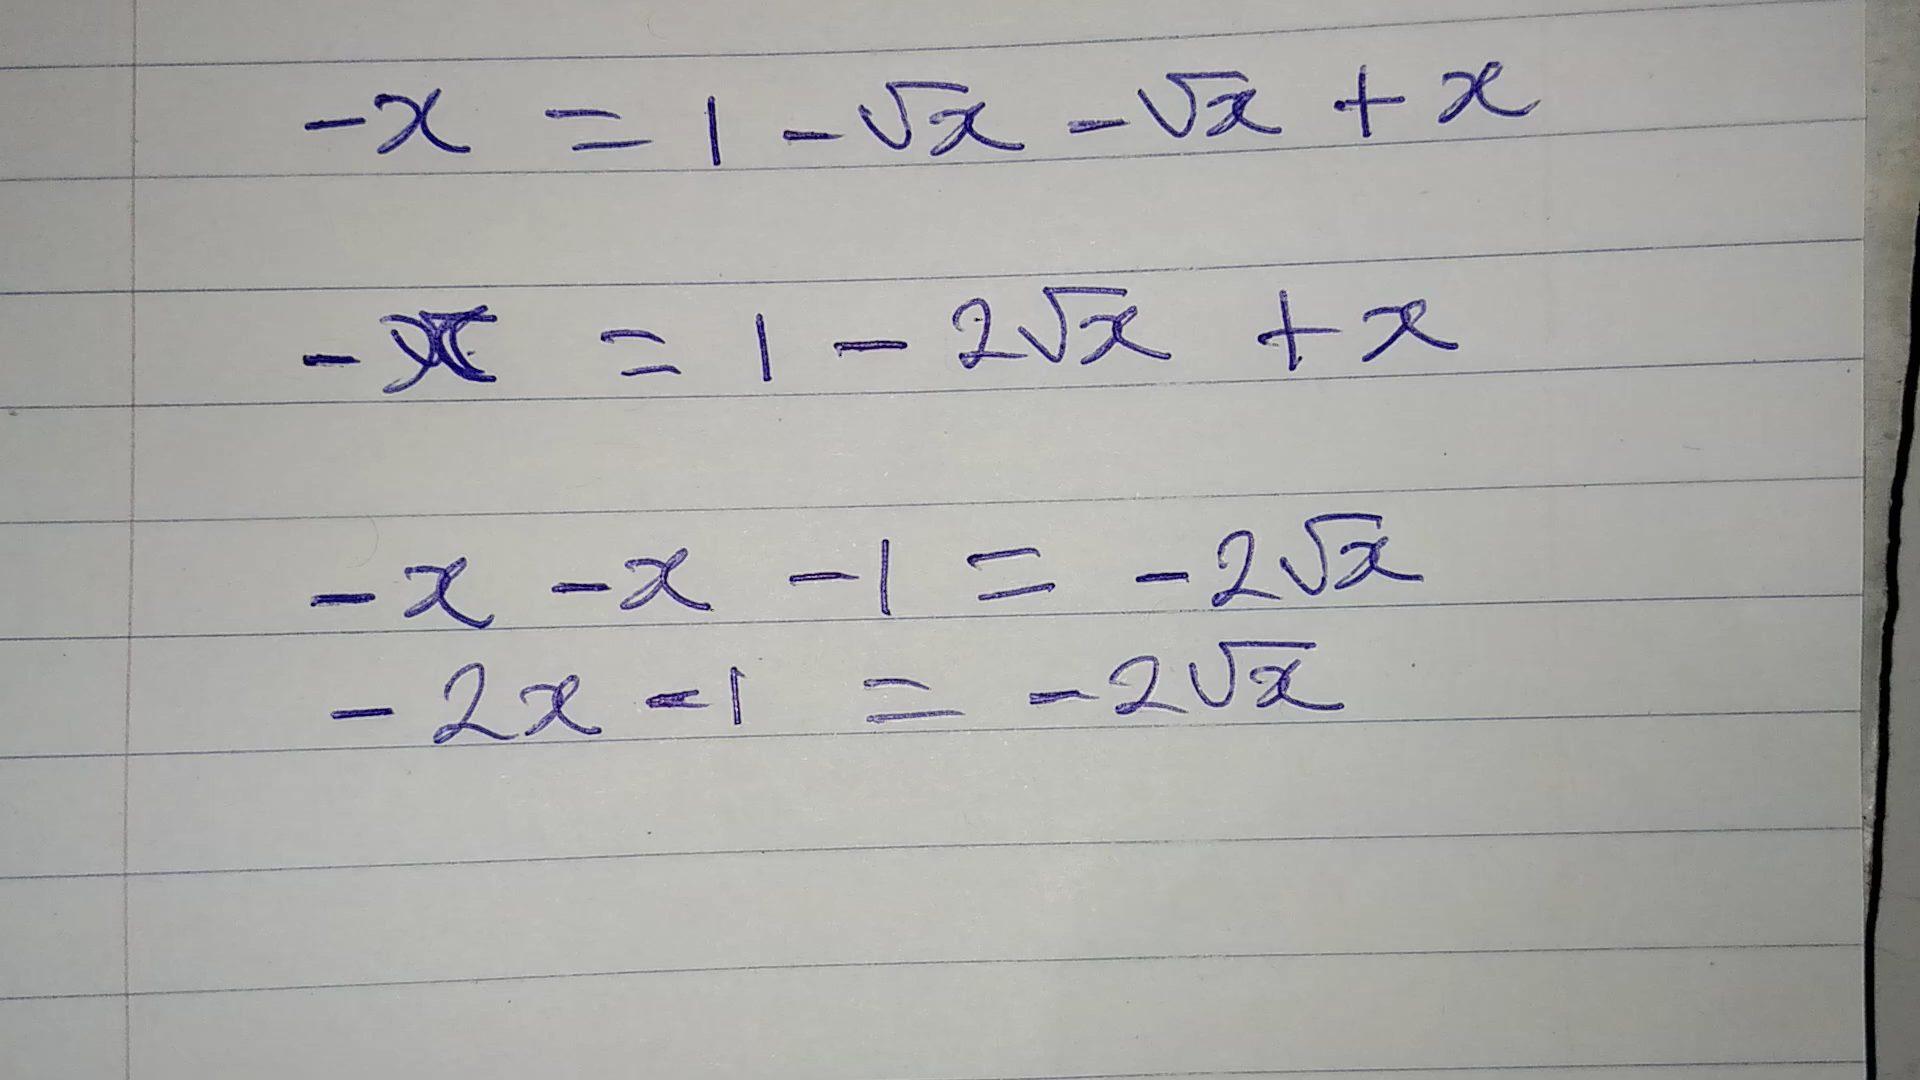 -x = 1 - √x - √x + x
-x = 1 - 2√x + x
-x - x - 1 = -2√x
-2x - 1 = -2√x